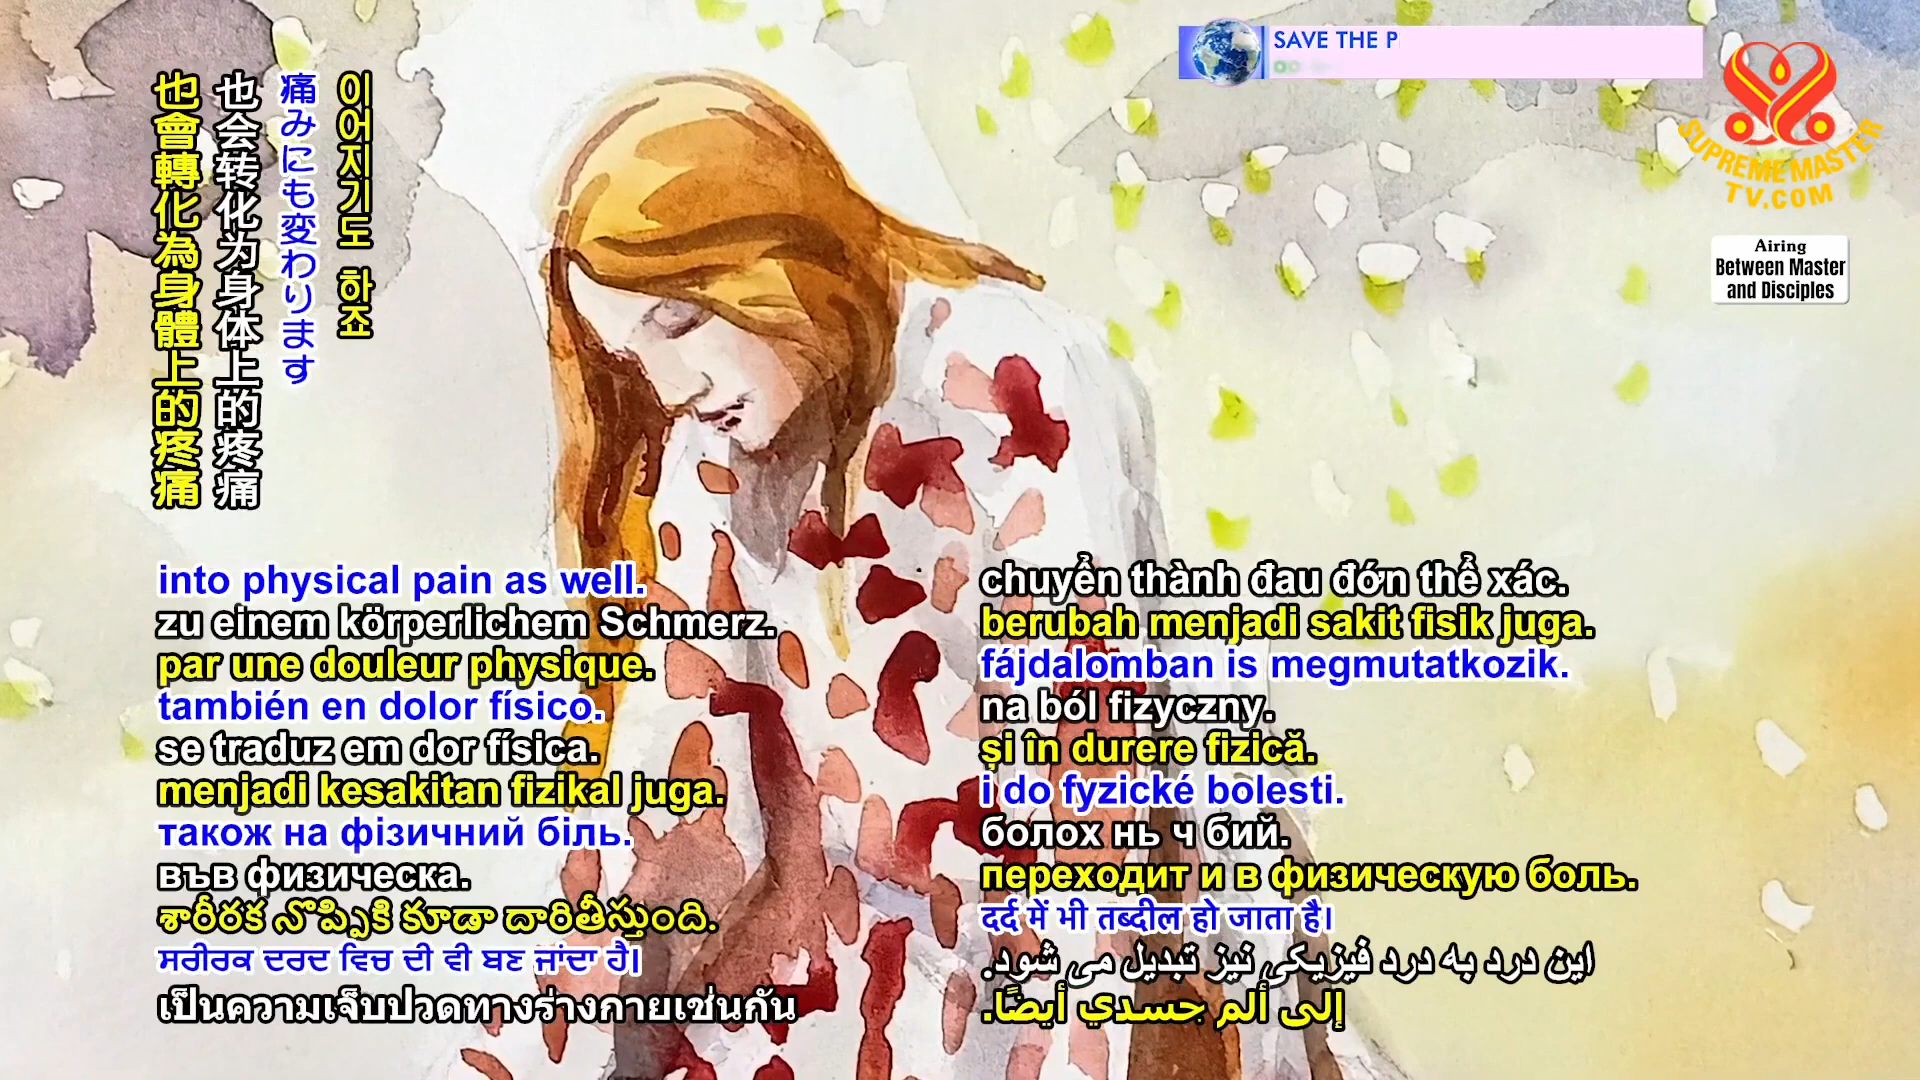 SAVE THE P
SUPREME MASTER
TV.COM
Airing
Between Master
and Disciples
이어지기도 하죠
痛みにも変わります
也会转化为身体上的疼痛
也會轉化為身體上的疼痛
into physical pain as well.
zu einem körperlichem Schmerz.
par une douleur physique.
también en dolor físico.
se traduz em dor física.
menjadi kesakitan fizikal juga.
також на фізичний біль.
във физическа.
శారీరక నొప్పికి కూడా దారితీస్తుంది.
ਸਰੀਰਕ ਦਰਦ ਵਿਚ ਦੀ ਵੀ ਬਣ ਜਾਂਦਾ ਹੈ।
เป็นความเจ็บปวดทางร่างกายเช่นกัน
chuyển thành đau đớn thể xác.
berubah menjadi sakit fisik juga.
fájdalomban is megmutatkozik.
na ból fizyczny.
și în durere fizică.
i do fyzické bolesti.
болох нь ч бий.
переходит и в физическую боль.
दर्द में भी तब्दील हो जाता है।
این درد به درد فیزیکی نیز تبدیل می شود.
إلى ألم جسدي أيضًا.